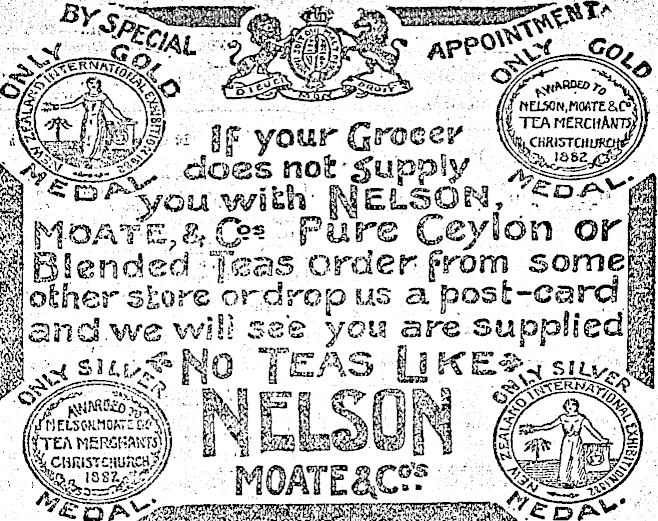 BY SPECIAL APPOINTMENT.
ONLY GOLD MEDAL.
NEW ZEALAND INTERNATIONAL EXHIBITION 1882
ONLY GOLD MEDAL.
AWARDED TO
NELSON, MOATE & Co
TEA MERCHANTS
CHRISTCHURCH
1882
DIEU ET MON DROIT
If your Grocer
does not supply
you with NELSON,
MOATE, & Cos Pure Ceylon or
Blended Teas order from some
other store or drop us a post-card
and we will see you are supplied
NO TEAS LIKE
NELSON
MOATE & Co's
ONLY SILVER MEDAL.
AWARDED TO
NELSON MOATE & Co
TEA MERCHANTS
CHRISTCHURCH
1882
ONLY SILVER MEDAL.
NEW ZEALAND INTERNATIONAL EXHIBITION 1882